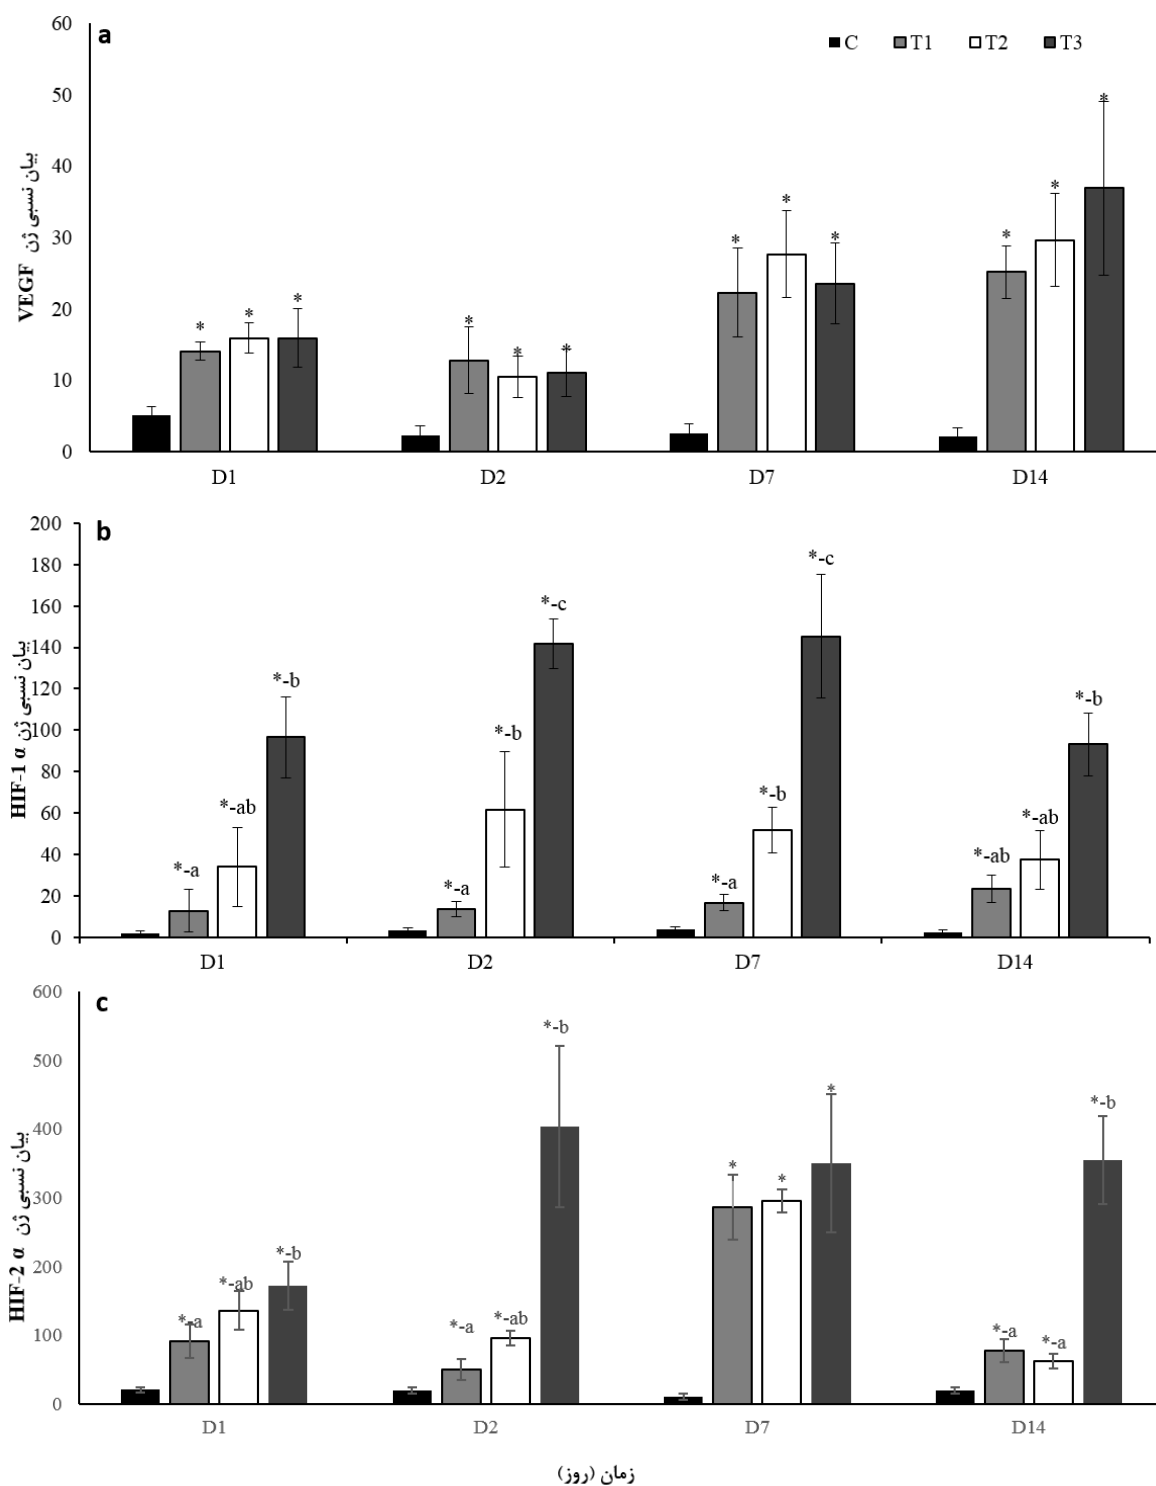 a
C T1 T2 T3
بیان نسبی ژن VEGF
60
50
40
30
20
10
0
* * *
* * *
* * *
* * *
D1 D2 D7 D14
b
بیان نسبی ژن HIF-1 α
200
180
160
140
120
100
80
60
40
20
0
*-a *-ab *-b
*-a *-b *-c
*-a *-b *-c
*-ab *-ab *-b
D1 D2 D7 D14
c
بیان نسبی ژن HIF-2 α
600
500
400
300
200
100
0
*-a *-ab *-b
*-a *-ab *-b
* * *
*-a *-a *-b
D1 D2 D7 D14
زمان (روز)